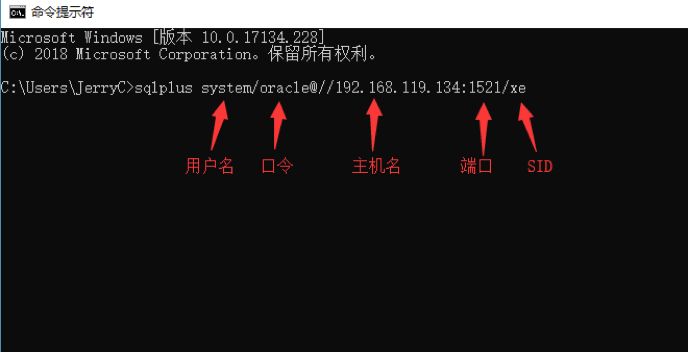 命令提示符
Microsoft Windows [版本 10.0.17134.228]
(c) 2018 Microsoft Corporation。保留所有权利。
C:\Users\JerryC>sqlplus system/oracle@//192.168.119.134:1521/xe
用户名 口令 主机名 端口 SID